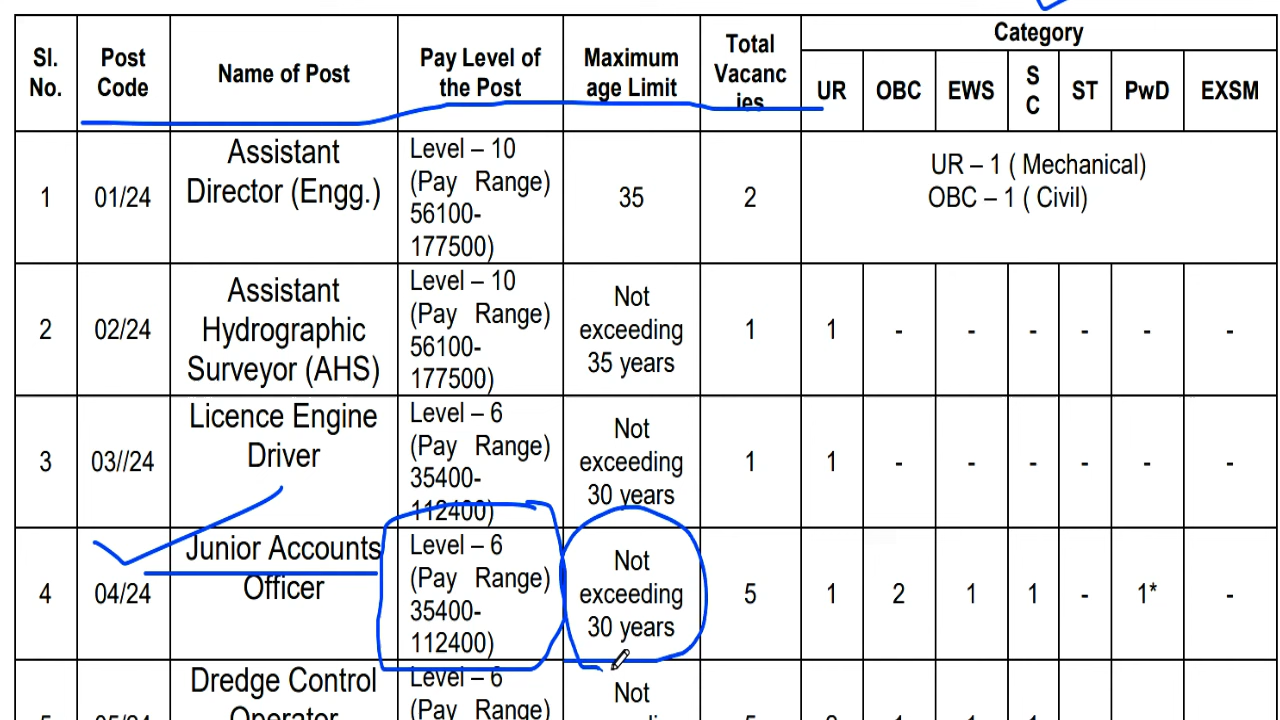 Sl. No.
Post Code
Name of Post
Pay Level of the Post
Maximum age Limit
Total Vacanc ies
Category
UR OBC EWS S C ST PwD EXSM
1
01/24
Assistant
Director (Engg.)
Level – 10
(Pay Range)
56100-
177500)
35
2
UR – 1 ( Mechanical)
OBC – 1 ( Civil)
2
02/24
Assistant
Hydrographic
Surveyor (AHS)
Level – 10
(Pay Range)
56100-
177500)
Not
exceeding
35 years
1
1 - - - - - -
3
03//24
Licence Engine
Driver
Level – 6
(Pay Range)
35400-
112400)
Not
exceeding
30 years
1
1 - - - - - -
4
04/24
Junior Accounts
Officer
Level – 6
(Pay Range)
35400-
112400)
Not
exceeding
30 years
5
1 2 1 1 - 1* -
Dredge Control
Operator
Level – 6
(Pay Range)
Not